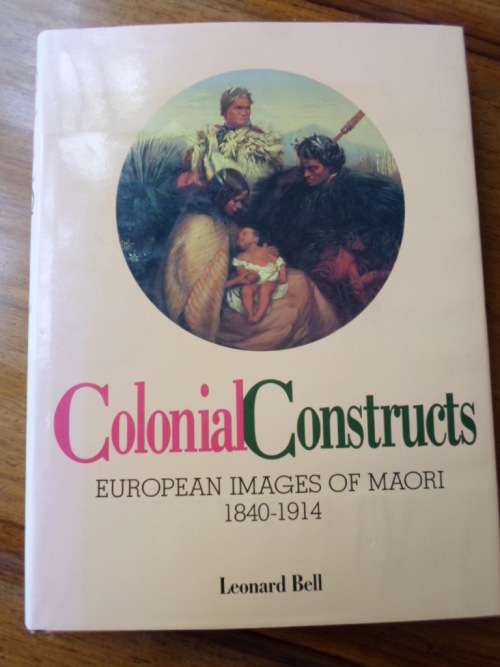 ColonialConstructs
EUROPEAN IMAGES OF MAORI
1840-1914
Leonard Bell